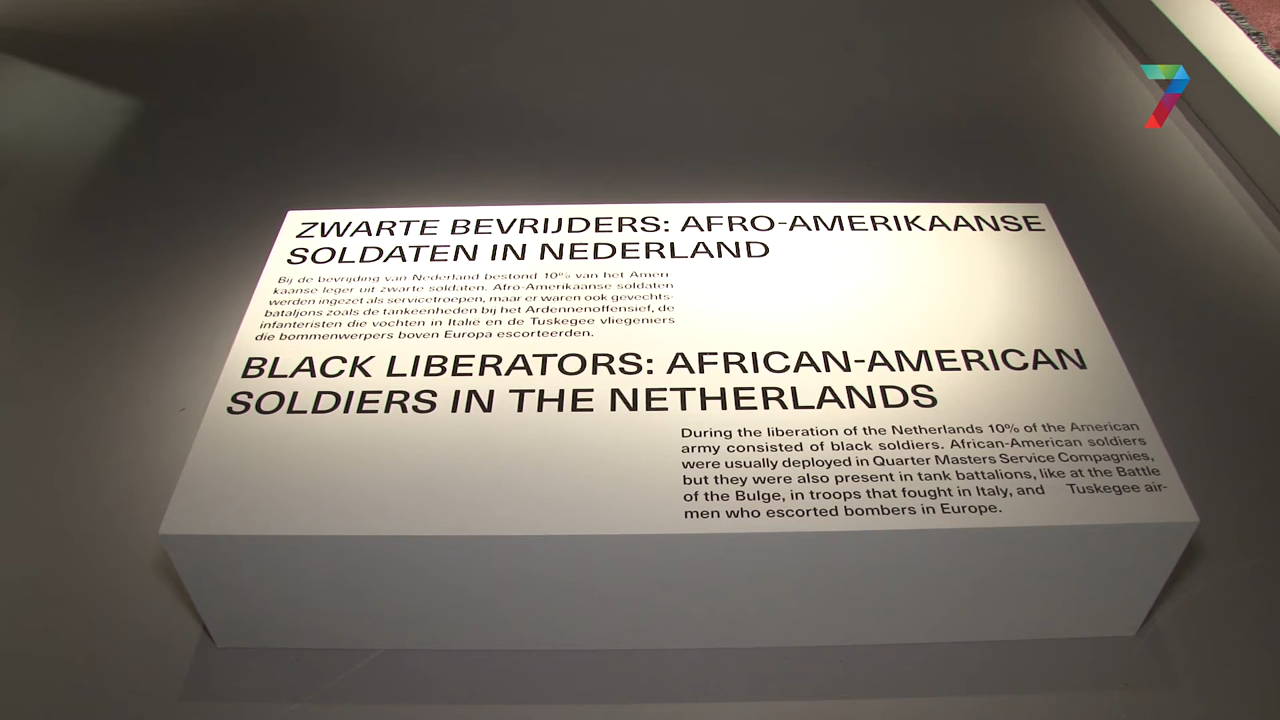 7
ZWARTE BEVRIJDERS: AFRO-AMERIKAANSE
SOLDATEN IN NEDERLAND
Bij de bevrijding van Nederland bestond 10% van het Ameri-
kaanse leger uit zwarte soldaten. Afro-Amerikaanse soldaten
werden ingezet als servicetroepen, maar er waren ook gevechts-
bataljons zoals de tankeenheden bij het Ardennenoffensief, de
infanteristen die vochten in Italië en de Tuskegee vliegeniers
die bommenwerpers boven Europa escorteerden.
BLACK LIBERATORS: AFRICAN-AMERICAN
SOLDIERS IN THE NETHERLANDS
During the liberation of the Netherlands 10% of the American
army consisted of black soldiers. African-American soldiers
were usually deployed in Quarter Masters Service Compagnies,
but they were also present in tank battalions, like at the Battle
of the Bulge, in troops that fought in Italy, and Tuskegee air-
men who escorted bombers in Europe.